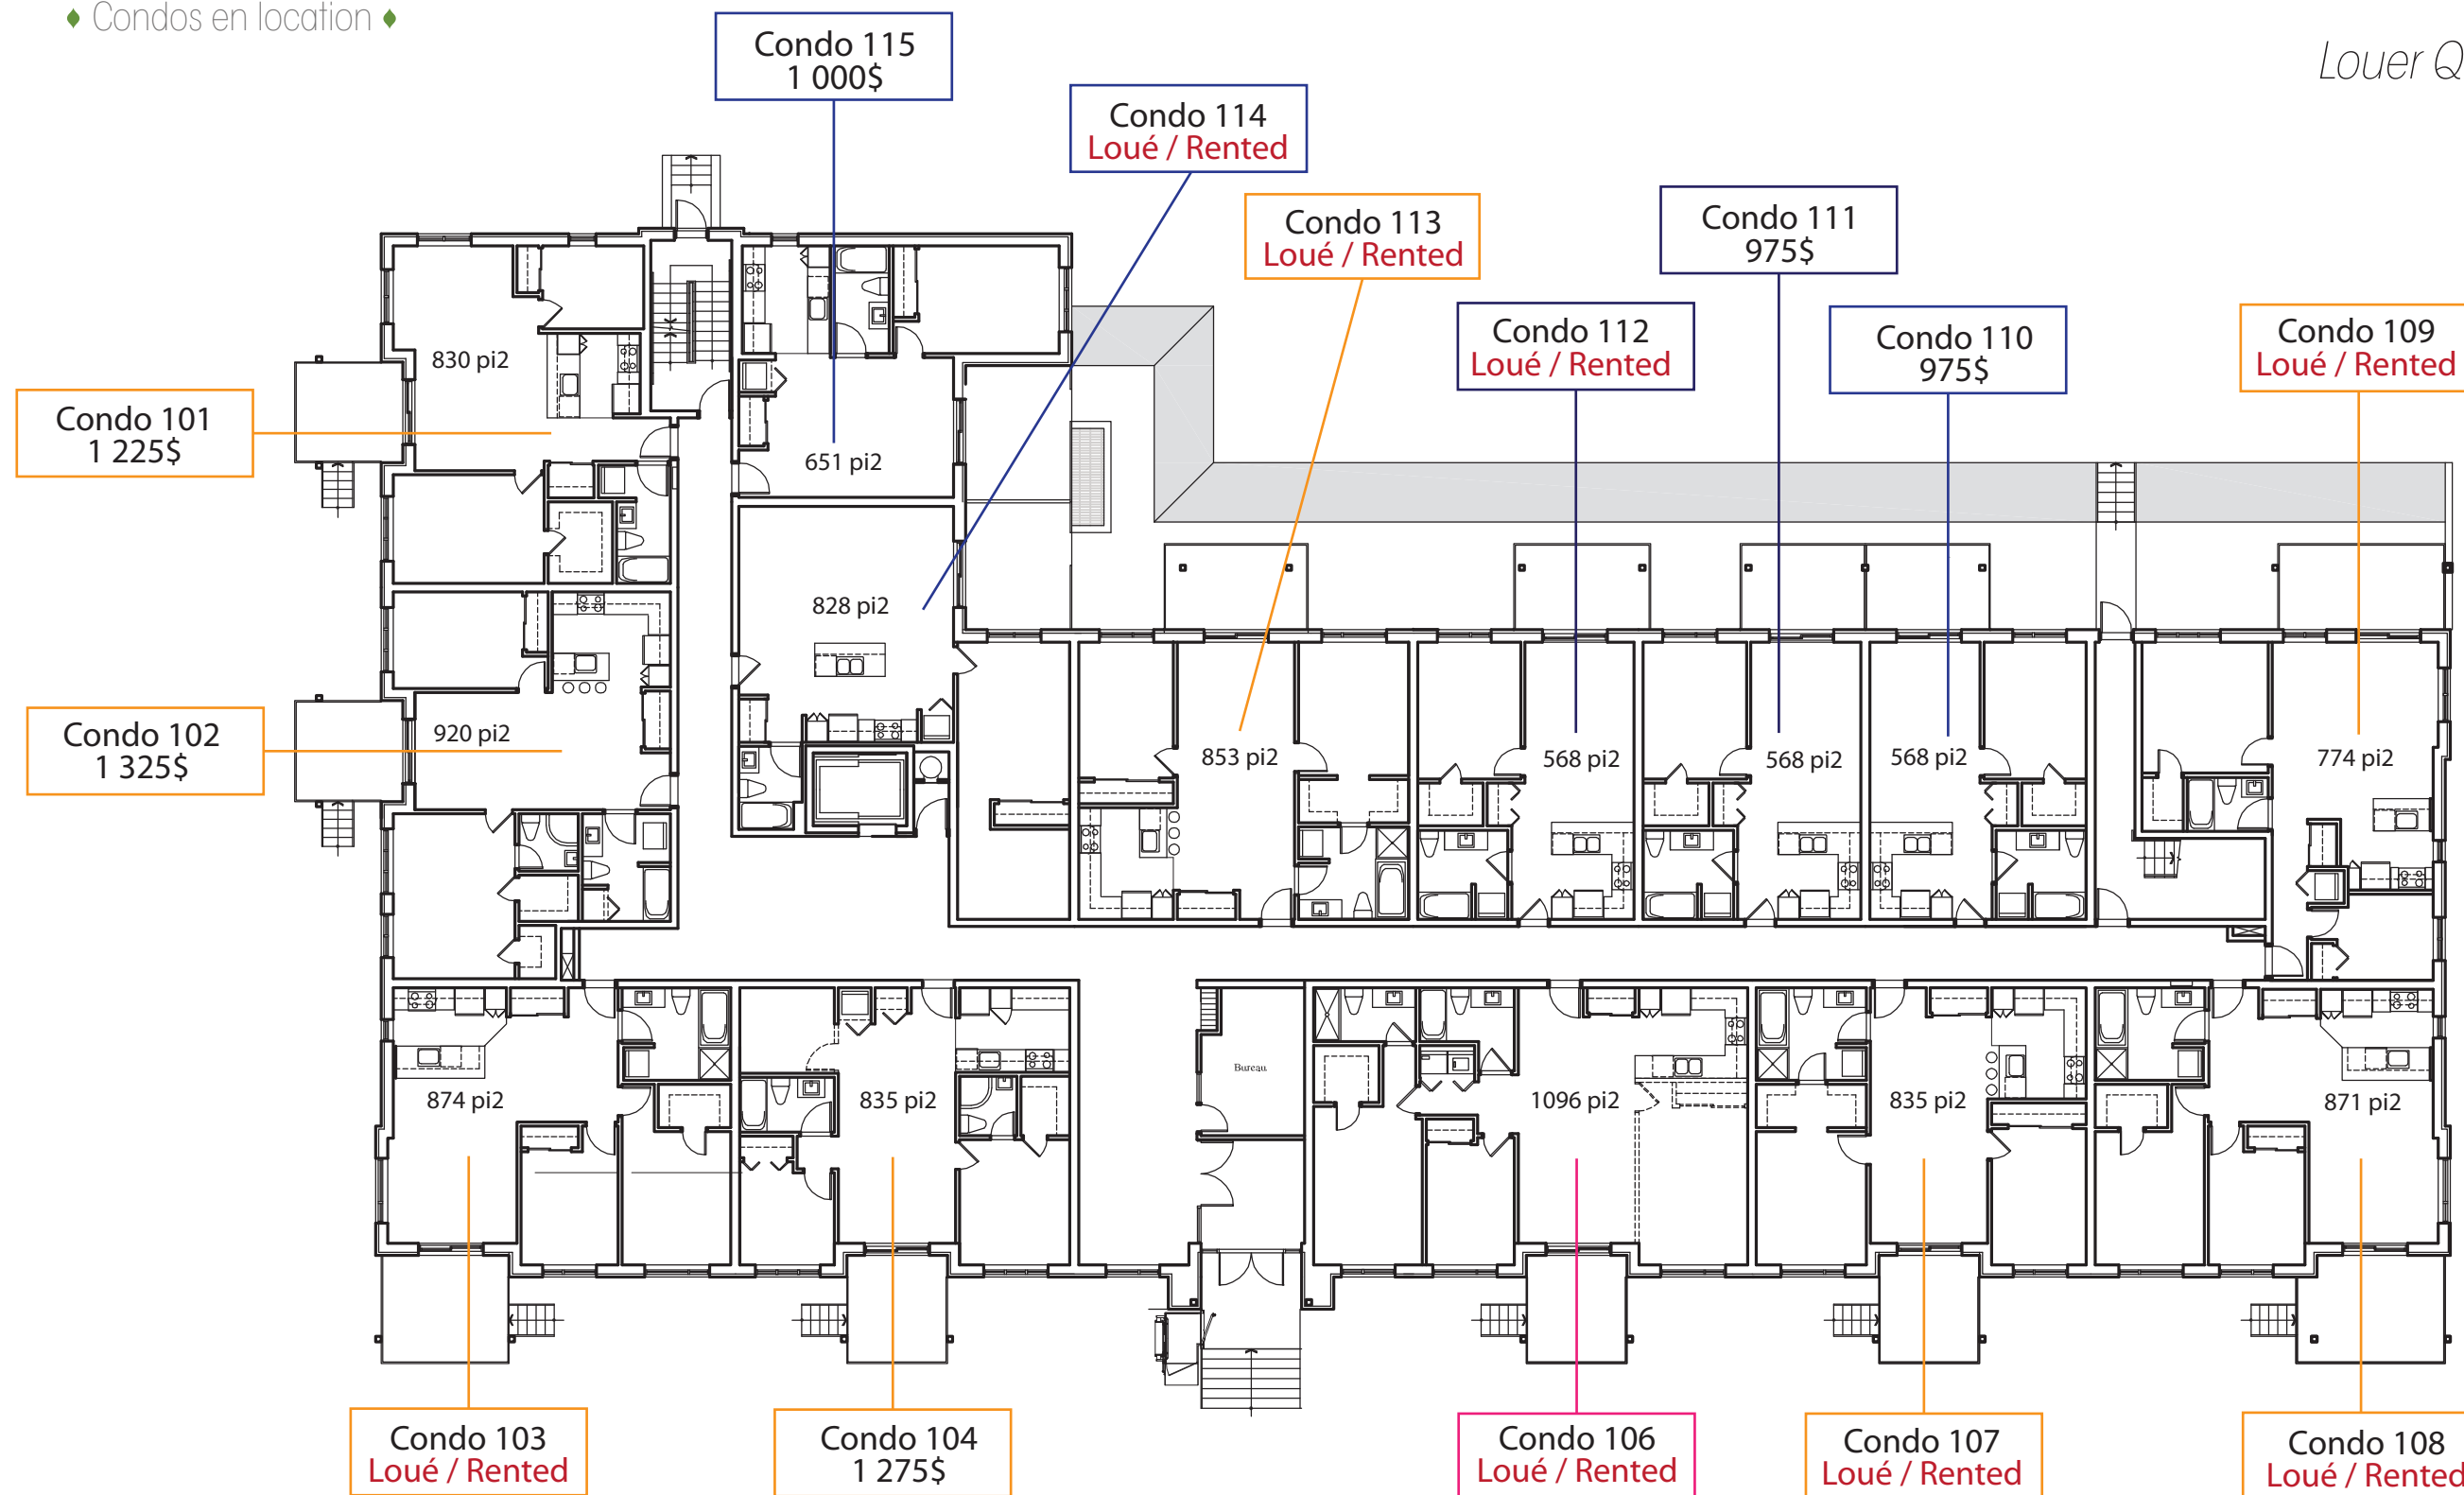 Condos en location
Louer Q
Condo 115
1 000$
Condo 114
Loué / Rented
Condo 113
Loué / Rented
Condo 111
975$
Condo 112
Loué / Rented
Condo 110
975$
Condo 109
Loué / Rented
830 pi2
Condo 101
1 225$
651 pi2
828 pi2
Condo 102
1 325$
920 pi2
853 pi2
568 pi2
568 pi2
568 pi2
774 pi2
Bureau
874 pi2
835 pi2
1096 pi2
835 pi2
871 pi2
Condo 103
Loué / Rented
Condo 104
1 275$
Condo 106
Loué / Rented
Condo 107
Loué / Rented
Condo 108
Loué / Rented